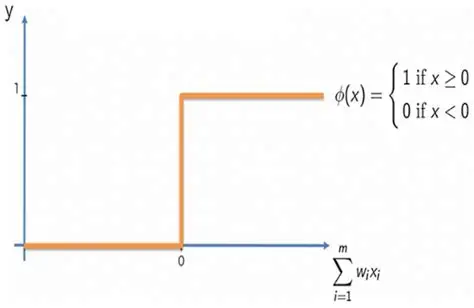 y
1
ϕ(x) = { 1 if x ≥ 0
0 if x < 0
0
m
∑ wᵢxᵢ
i=1